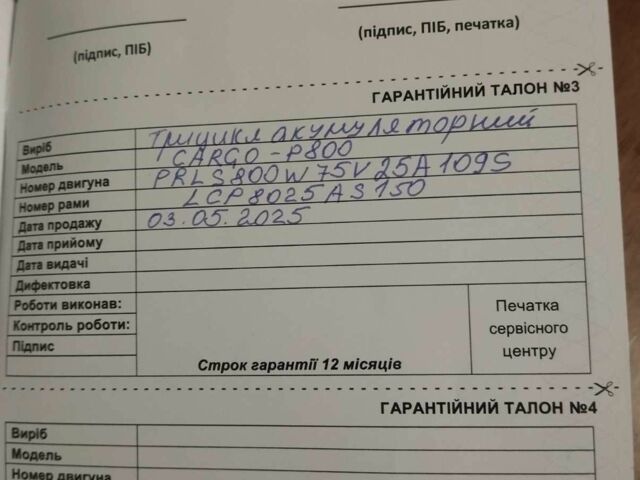 (підпис, ПІБ)
(підпис, ПІБ, печатка)
ГАРАНТІЙНИЙ ТАЛОН №3
Виріб Трицикл акумуляторний
Модель CARGO-P800
Номер двигуна PRLS800W75V25A109S
Номер рами LCP8025AS150
Дата продажу 03.05.2025
Дата прийому
Дата видачі
Дифектовка
Роботи виконав:
Контроль роботи:
Підпис
Строк гарантії 12 місяців
Печатка
сервісного
центру
ГАРАНТІЙНИЙ ТАЛОН №4
Виріб
Модель
Номер двигуна